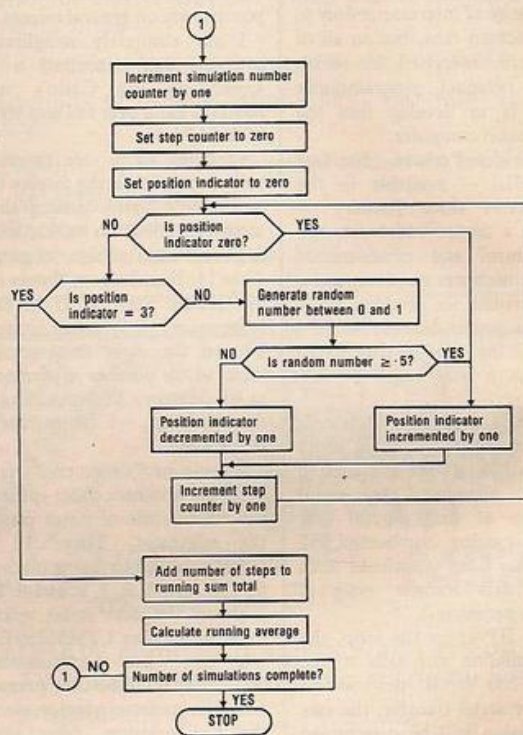 1
Increment simulation number
counter by one
Set step counter to zero
Set position indicator to zero
NO
Is position
indicator zero?
YES
YES
Is position
indicator = 3?
NO
Generate random
number between 0 and 1
NO
Is random number ≥ ·5?
YES
Position indicator
decremented by one
Position indicator
incremented by one
Increment step
counter by one
Add number of steps to
running sum total
Calculate running average
1
NO
Number of simulations complete?
YES
STOP